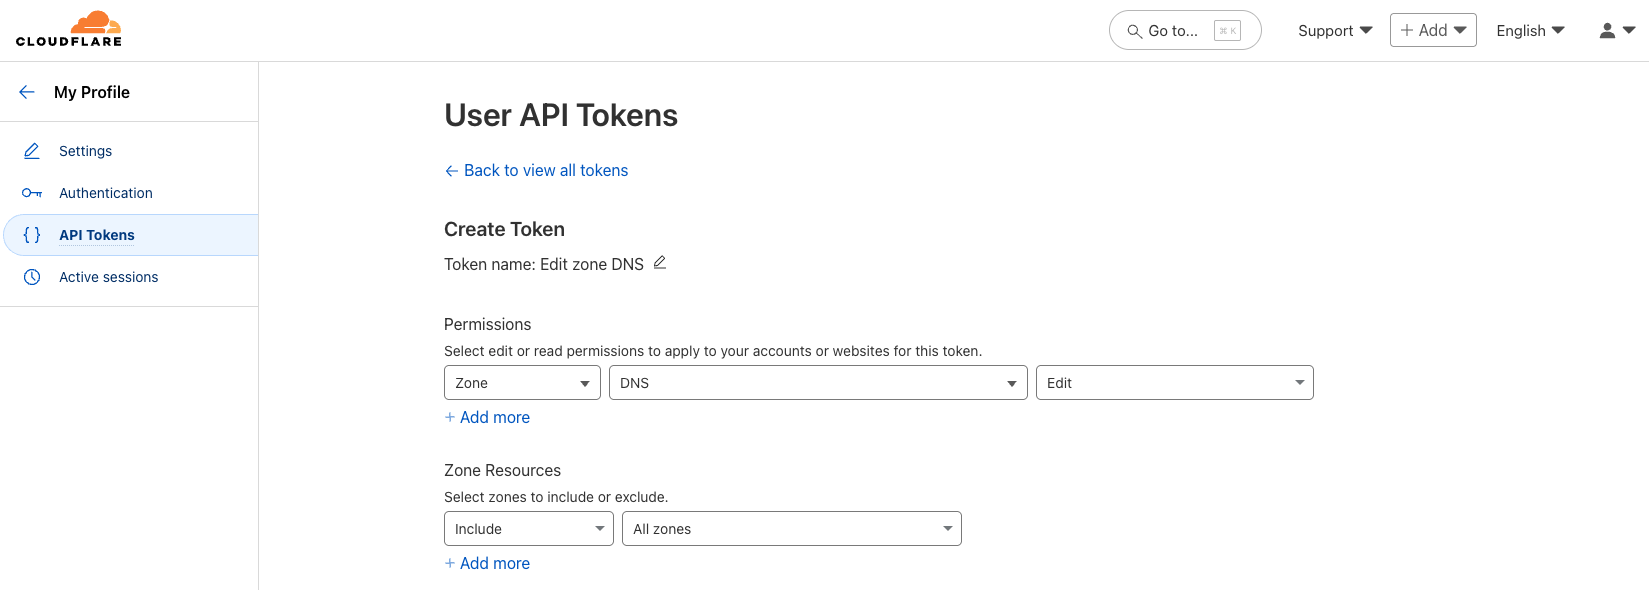 CLOUDFLARE
Go to... ⌘ K
Support
+ Add
English
My Profile
Settings
Authentication
API Tokens
Active sessions
User API Tokens
← Back to view all tokens
Create Token
Token name: Edit zone DNS
Permissions
Select edit or read permissions to apply to your accounts or websites for this token.
Zone DNS Edit
+ Add more
Zone Resources
Select zones to include or exclude.
Include All zones
+ Add more